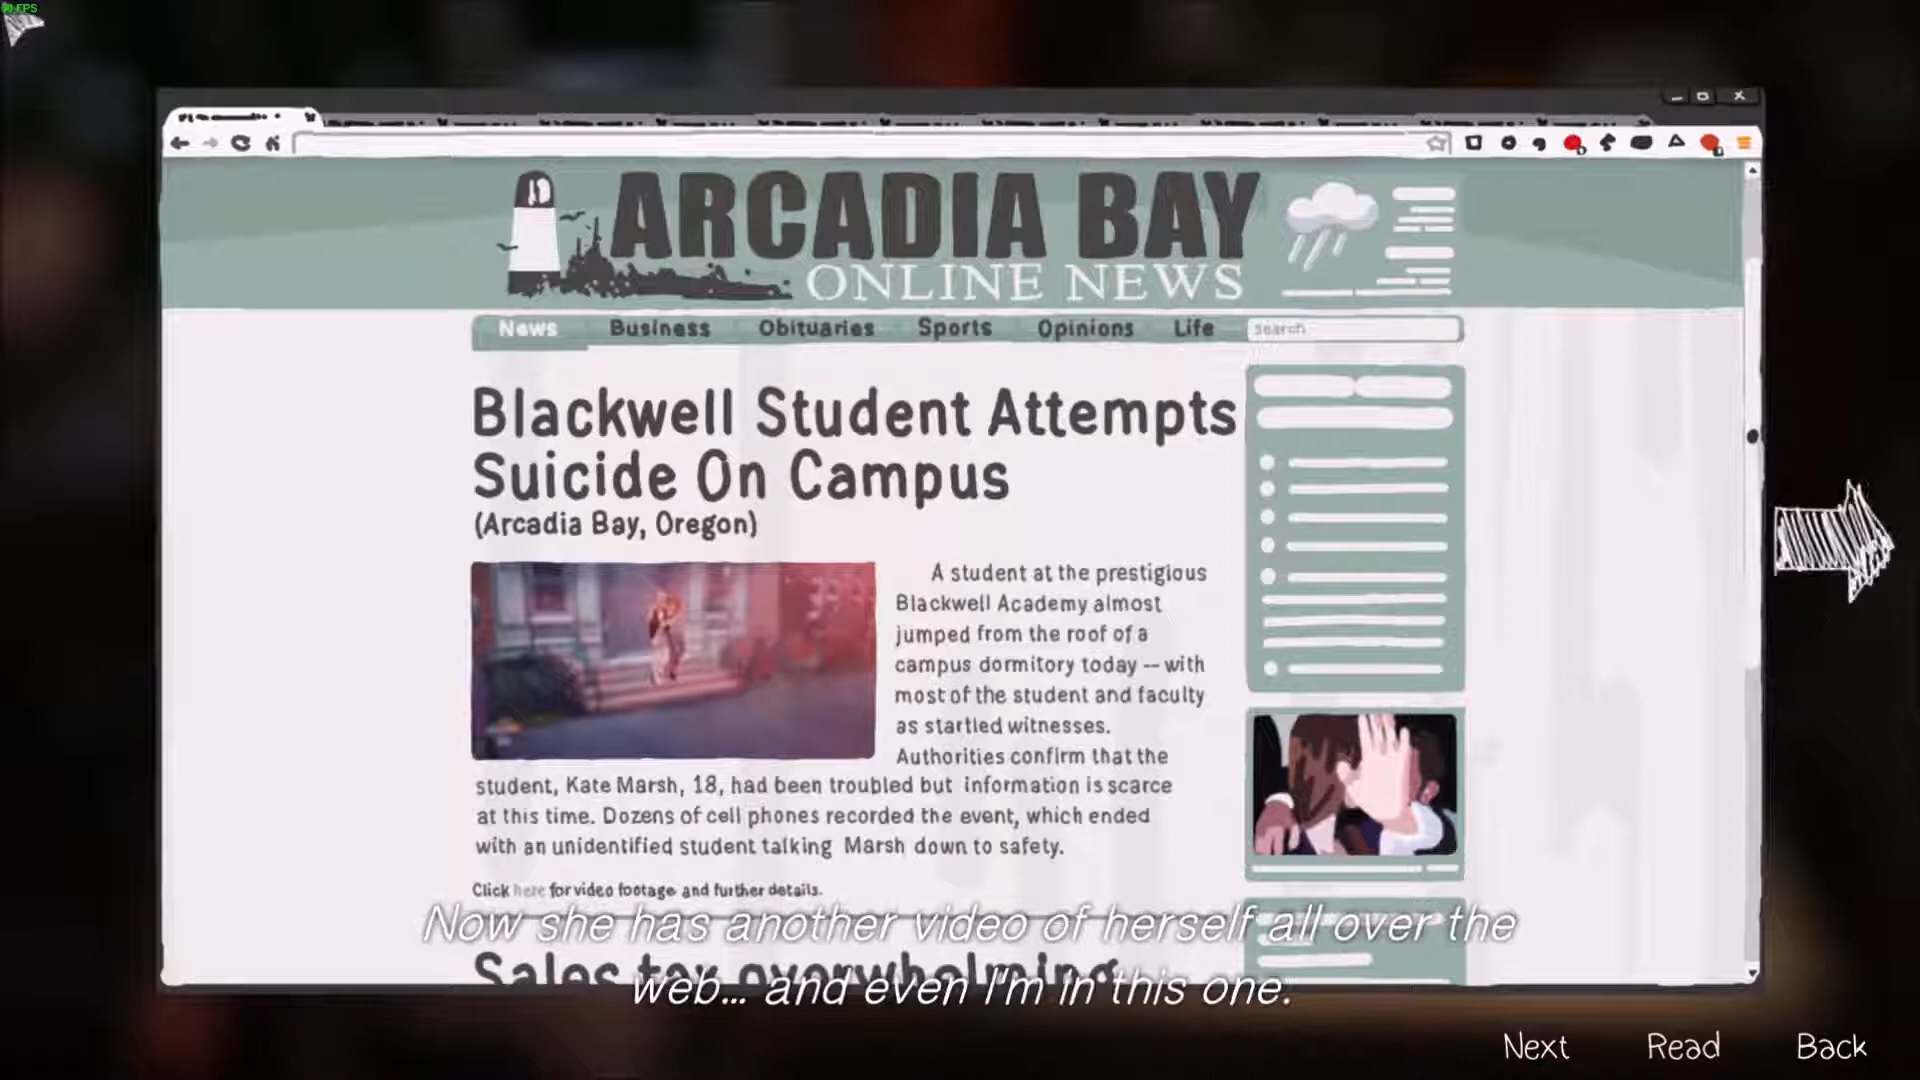 60 FPS
ARCADIA BAY
ONLINE NEWS
News Business Obituaries Sports Opinions Life search
Blackwell Student Attempts
Suicide On Campus
(Arcadia Bay, Oregon)
A student at the prestigious
Blackwell Academy almost
jumped from the roof of a
campus dormitory today -- with
most of the student and faculty
as startled witnesses.
Authorities confirm that the
student, Kate Marsh, 18, had been troubled but information is scarce
at this time. Dozens of cell phones recorded the event, which ended
with an unidentified student talking Marsh down to safety.
Click here for video footage and further details.
Now she has another video of herself all over the
Sales tax overwhelming
web... and even I'm in this one.
Next Read Back